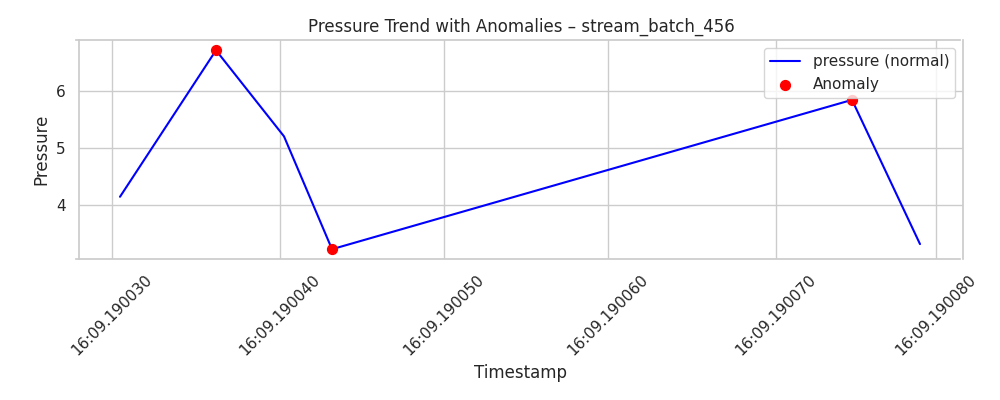 Pressure Trend with Anomalies – stream_batch_456
pressure (normal)
Anomaly
Pressure
6
5
4
16:09.190030
16:09.190040
16:09.190050
16:09.190060
16:09.190070
16:09.190080
Timestamp